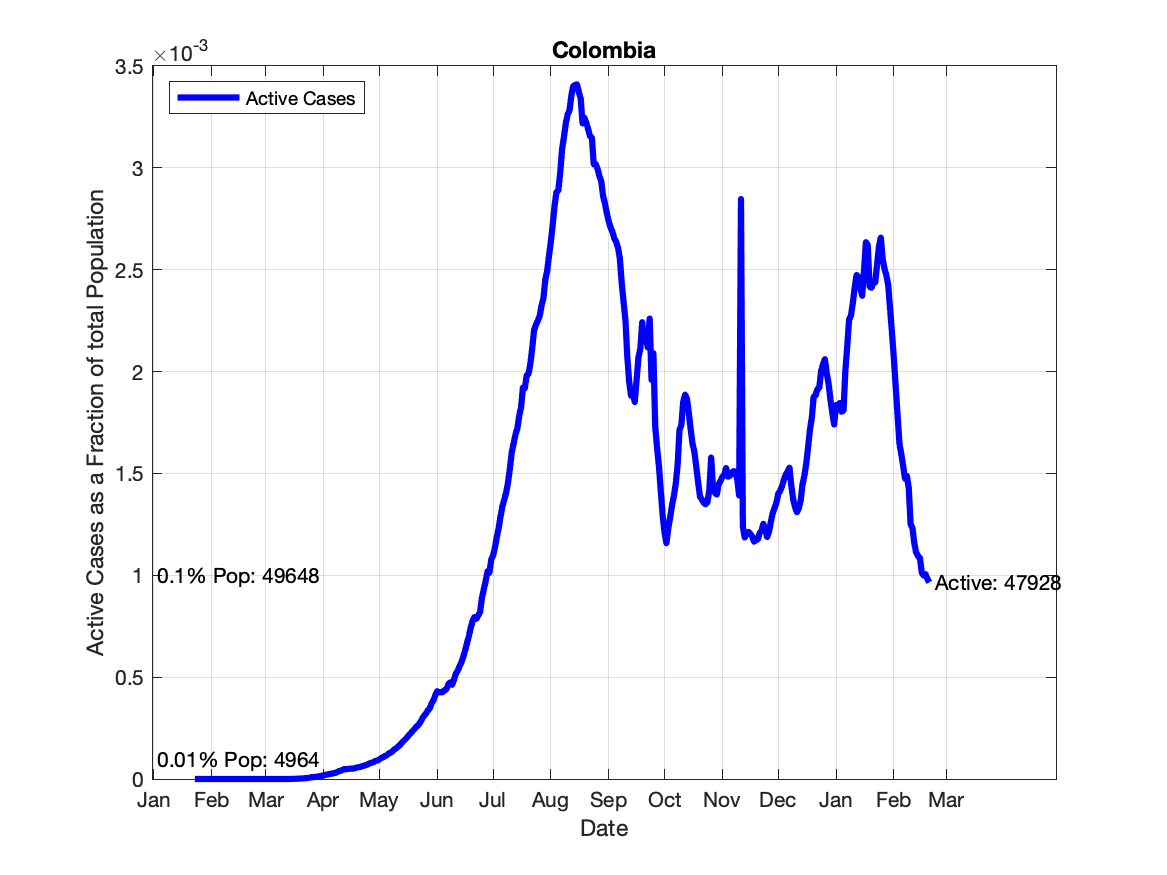 Colombia
×10-3
Active Cases
3.5
3
2.5
2
1.5
1
0.5
0
Active Cases as a Fraction of total Population
0.1% Pop: 49648
Active: 47928
0.01% Pop: 4964
Jan Feb Mar Apr May Jun Jul Aug Sep Oct Nov Dec Jan Feb Mar
Date